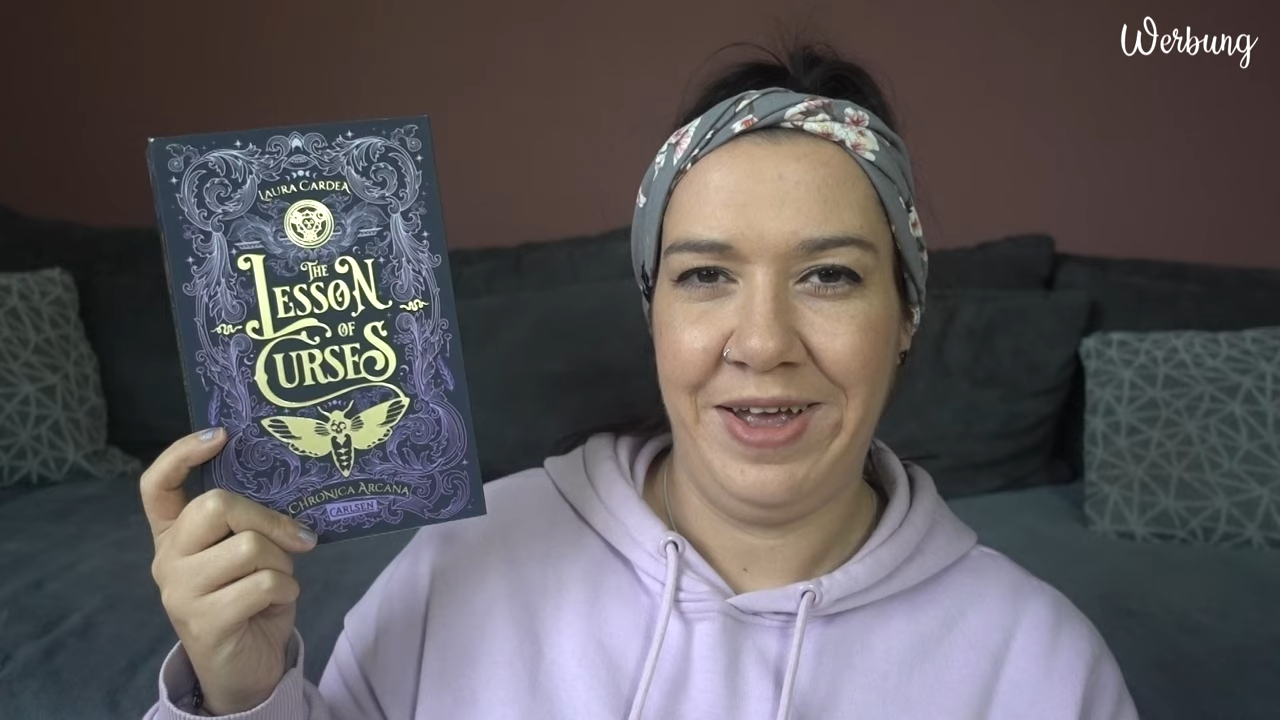 Werbung
LAURA CARDEA
THE
LESSON
OF
CURSES
CHRONICA ARCANA
CARLSEN